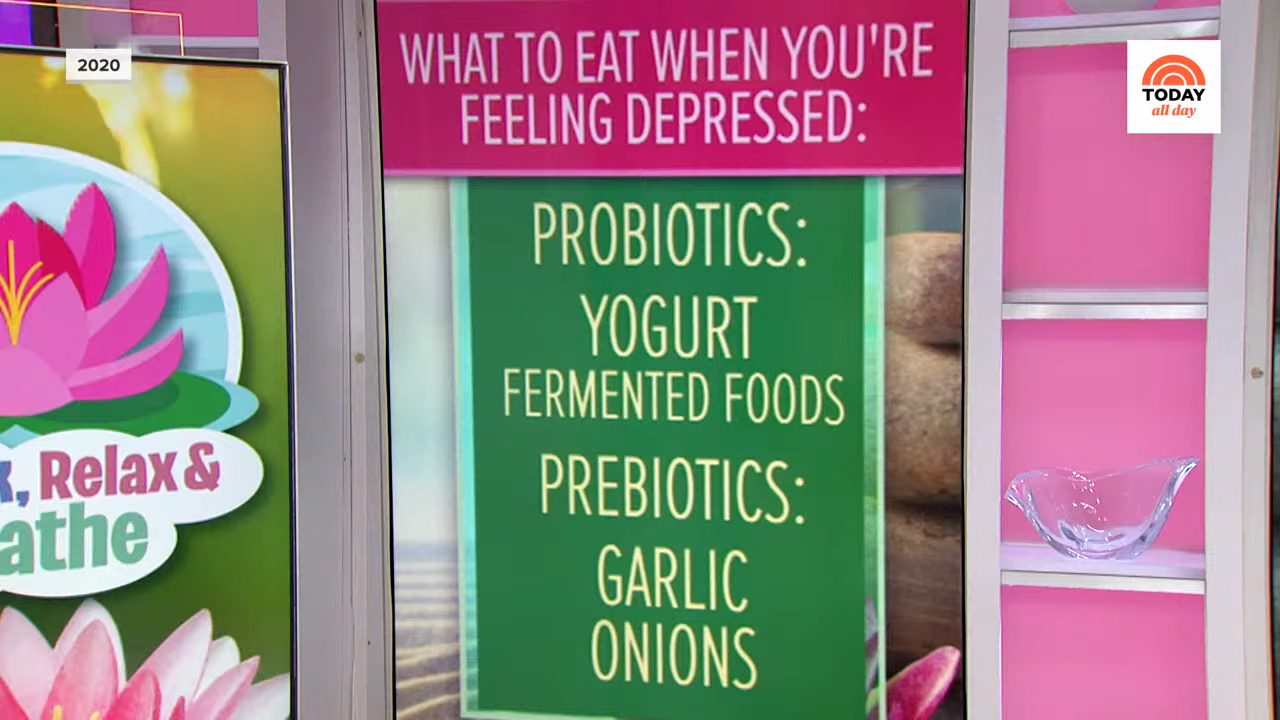 2020
WHAT TO EAT WHEN YOU'RE
FEELING DEPRESSED:
TODAY
all day
PROBIOTICS:
YOGURT
FERMENTED FOODS
PREBIOTICS:
GARLIC
ONIONS
Relax &